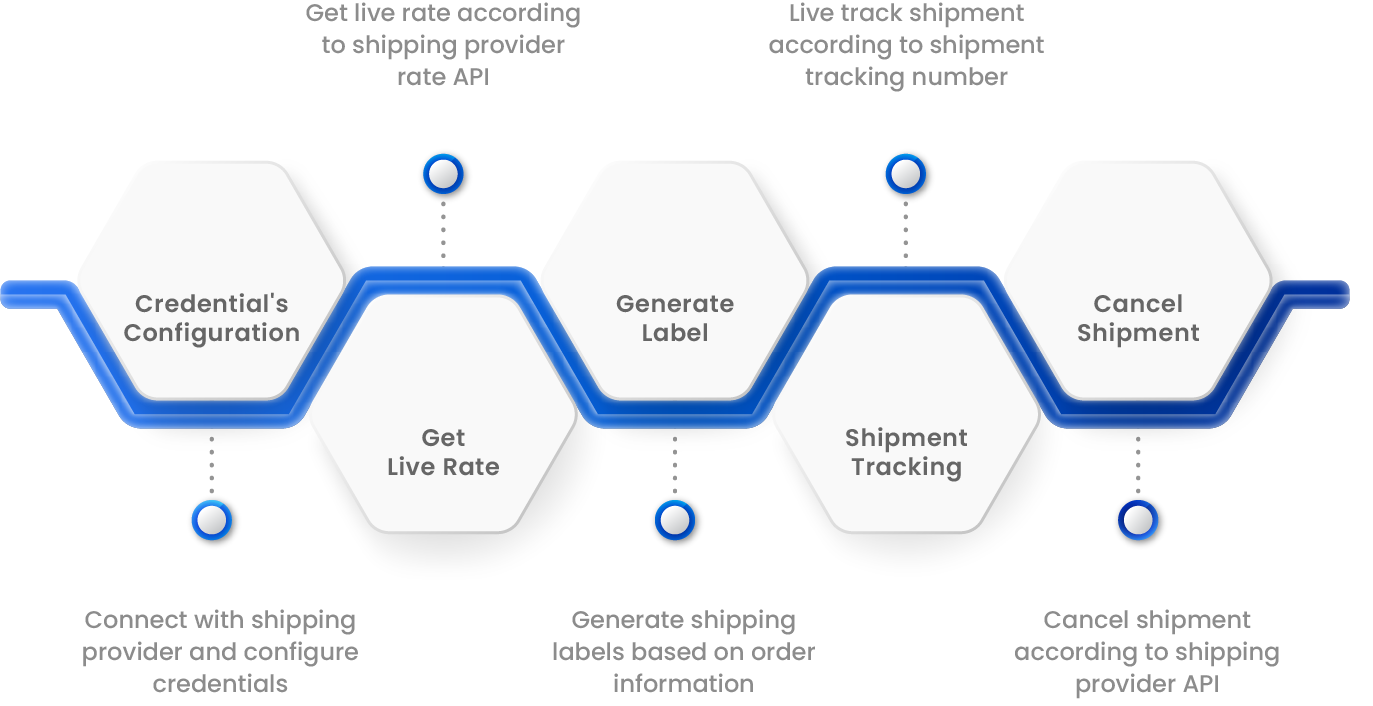 Get live rate according
to shipping provider
rate API
Live track shipment
according to shipment
tracking number
Credential's
Configuration
Generate
Label
Cancel
Shipment
Get
Live Rate
Shipment
Tracking
Connect with shipping
provider and configure
credentials
Generate shipping
labels based on order
information
Cancel shipment
according to shipping
provider API